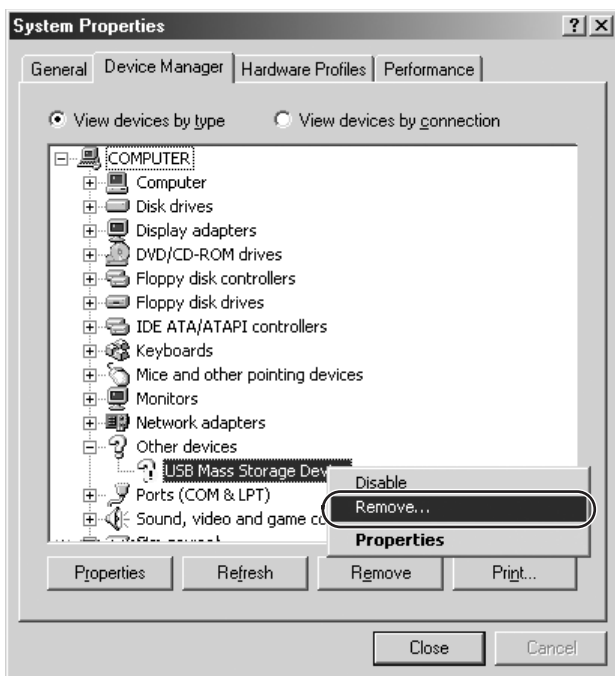 System Properties
General Device Manager Hardware Profiles Performance
View devices by type View devices by connection
COMPUTER
Computer
Disk drives
Display adapters
DVD/CD-ROM drives
Floppy disk controllers
Floppy disk drives
IDE ATA/ATAPI controllers
Keyboards
Mice and other pointing devices
Monitors
Network adapters
Other devices
USB Mass Storage
Disable
Ports (COM & LPT)
Remove...
Sound, video and game
Properties
Properties Refresh Remove Print...
Close Cancel